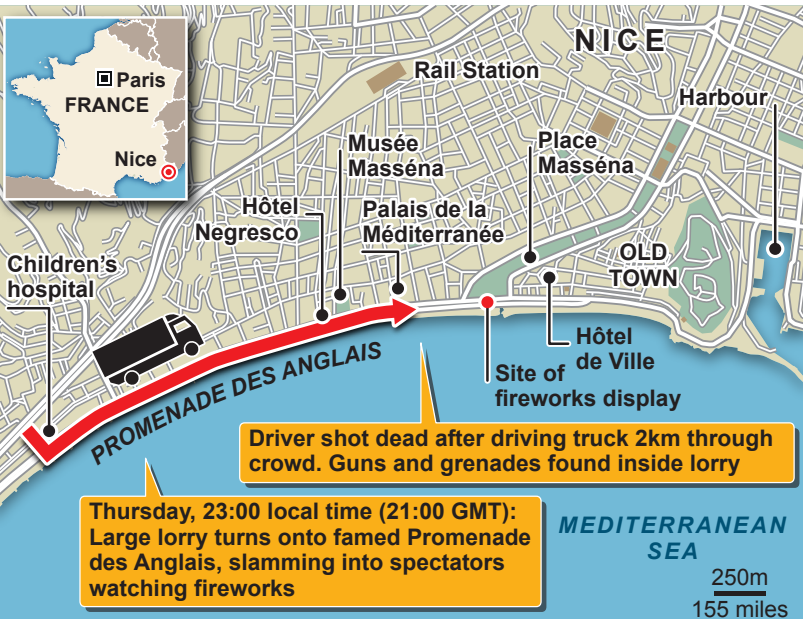 NICE
Paris
FRANCE
Nice
Rail Station
Harbour
Musée
Masséna
Place
Masséna
Hôtel
Negresco
Palais de la
Méditerranée
Children's
hospital
OLD
TOWN
PROMENADE DES ANGLAIS
Hôtel
de Ville
Site of
fireworks display
Driver shot dead after driving truck 2km through
crowd. Guns and grenades found inside lorry
Thursday, 23:00 local time (21:00 GMT):
Large lorry turns onto famed Promenade
des Anglais, slamming into spectators
watching fireworks
MEDITERRANEAN
SEA
250m
155 miles